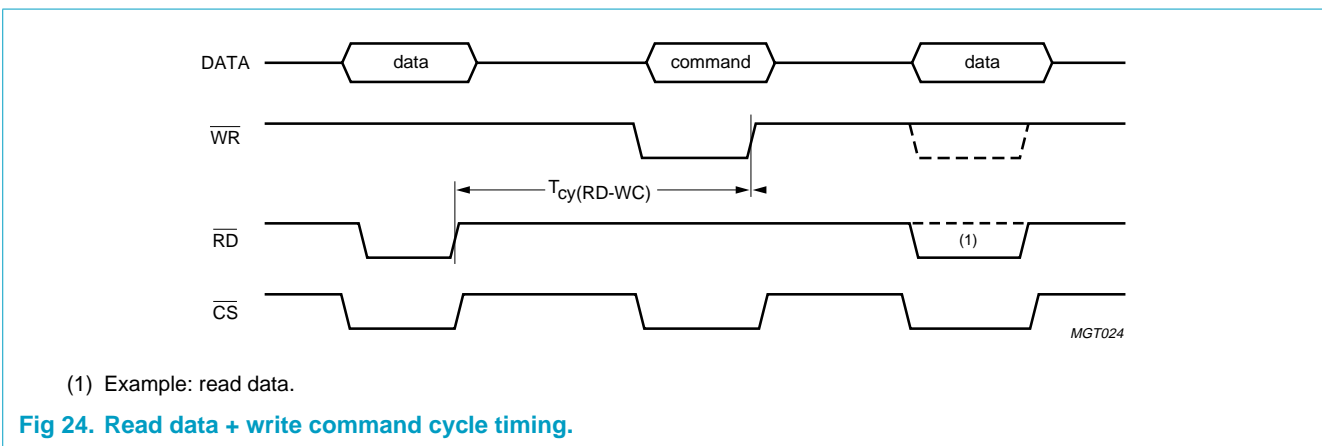 DATA data command data
WR
Tcy(RD-WC)
RD (1)
CS
MGT024
(1) Example: read data.
Fig 24. Read data + write command cycle timing.